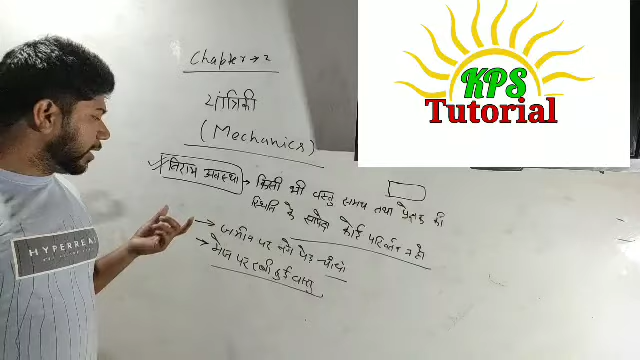 Chapter → 2
यांत्रिकी
(Mechanics)
विराम अवस्था → किसी भी वस्तु समय तथा प्रेक्षक की
स्थिति के सापेक्ष कोई परिवर्तन न हो
→ जमीन पर लगे पेड़ पौधों
→ मेज पर रखी हुई वस्तु
KPS
Tutorial
HYPERREA